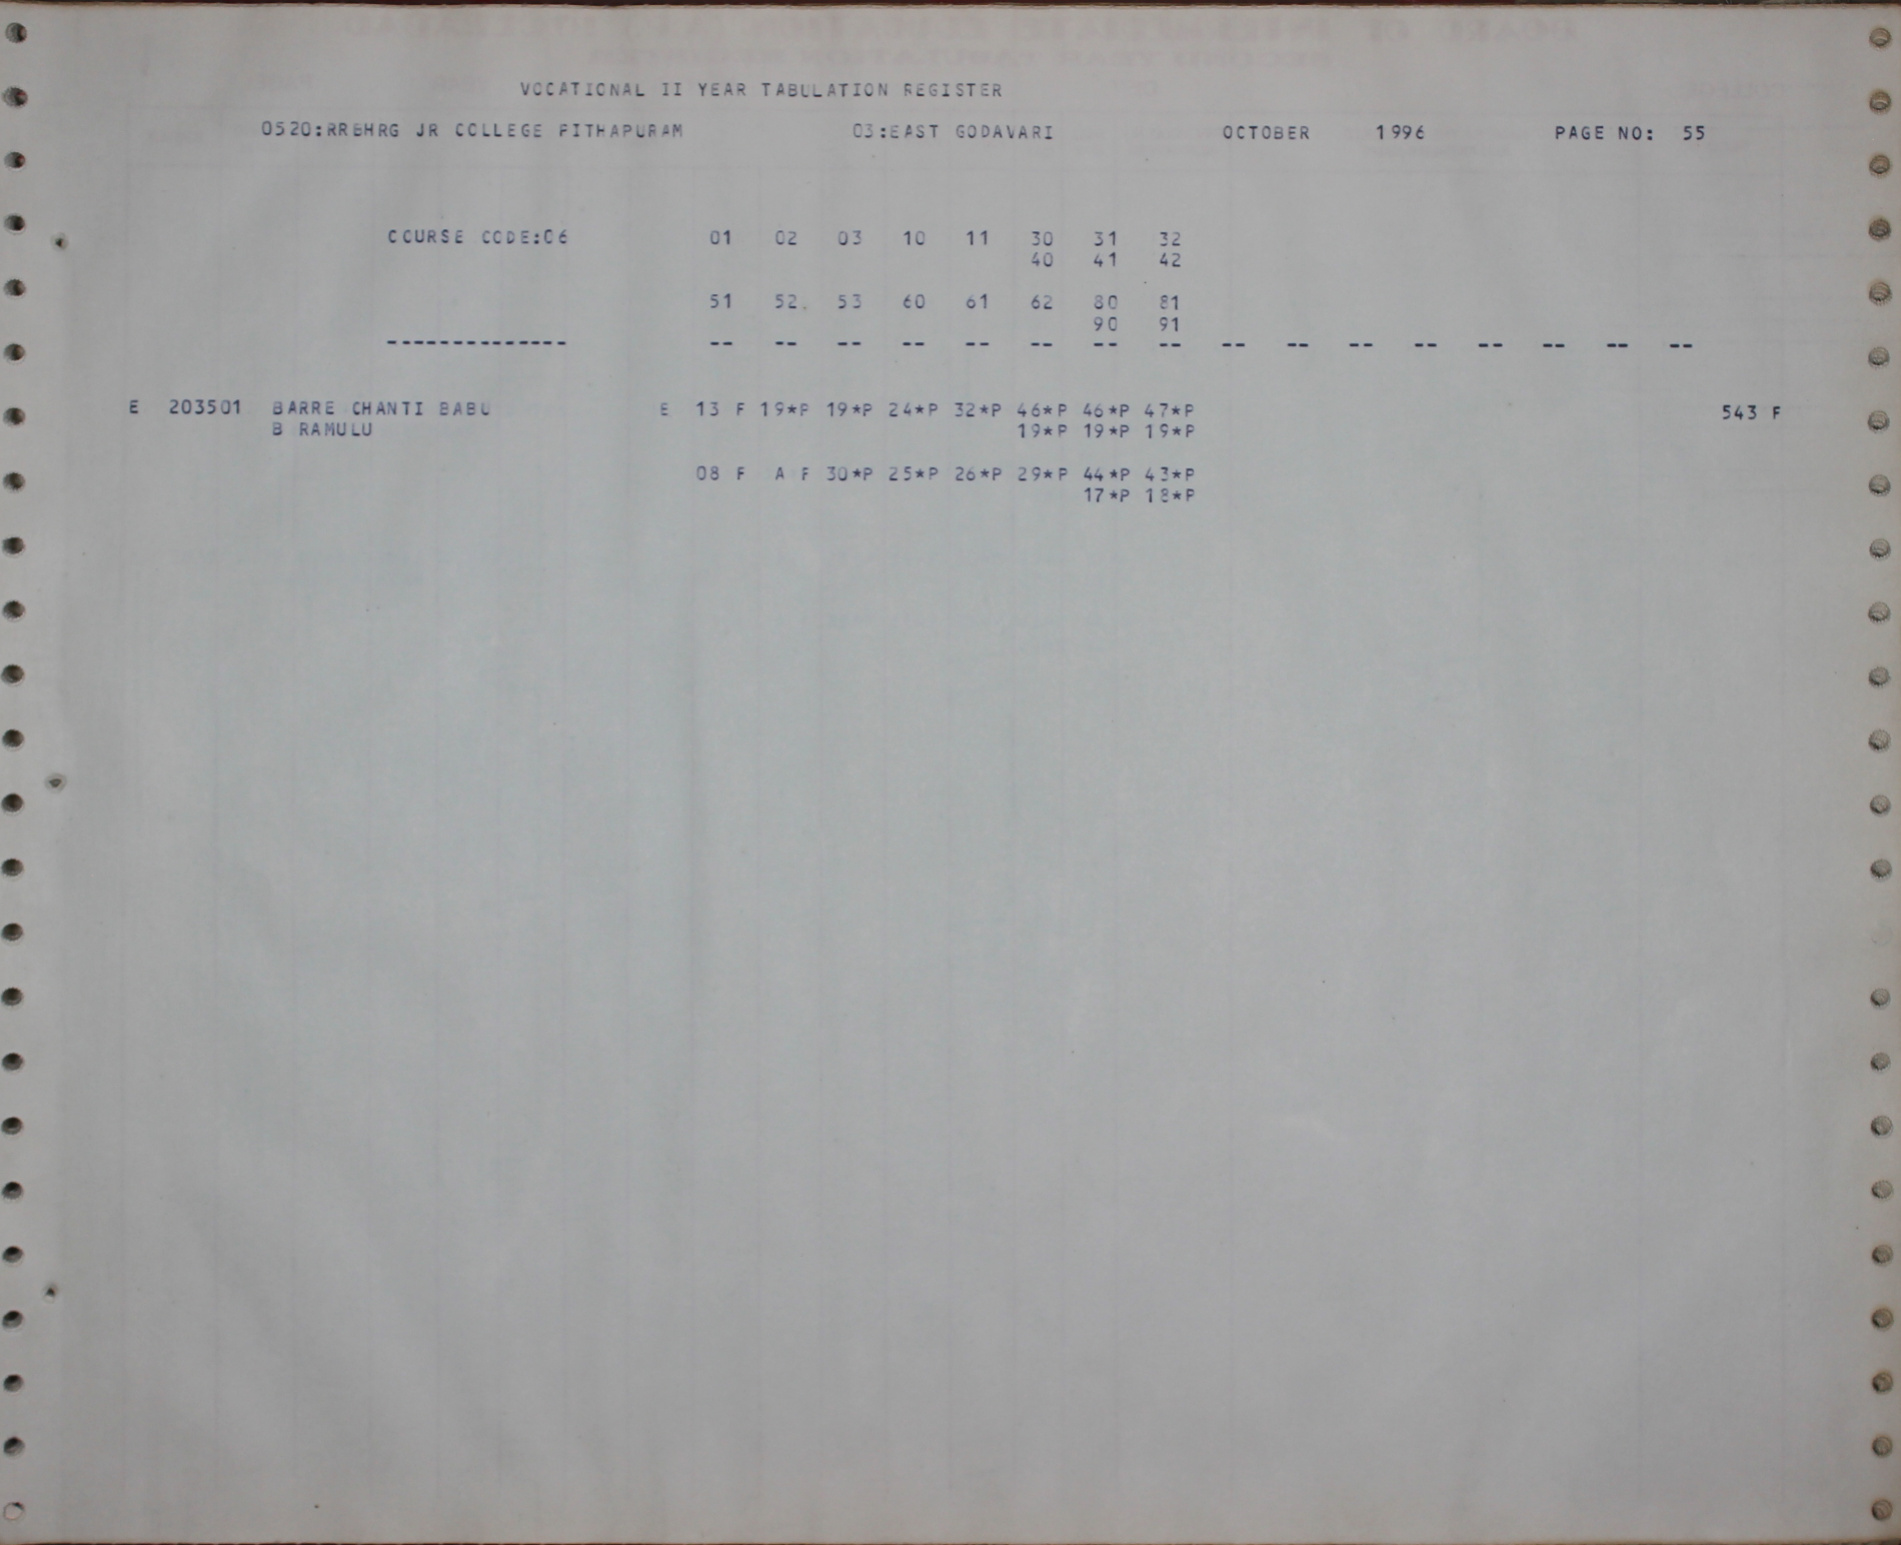 VOCATIONAL II YEAR TABULATION REGISTER
0520:RRBHRG JR COLLEGE PITHAPURAM 03:EAST GODAVARI OCTOBER 1996 PAGE NO: 55
COURSE CODE:06 01 02 03 10 11 30 31 32
40 41 42
51 52. 53 60 61 62 80 81
90 91
-------------- -- -- -- -- -- -- -- -- -- -- -- -- -- -- -- --
E 203501 BARRE CHANTI BABU E 13 F 19*P 19*P 24*P 32*P 46*P 46*P 47*P 543 F
B RAMULU 19*P 19*P 19*P
08 F A F 30*P 25*P 26*P 29*P 44*P 43*P
17*P 18*P